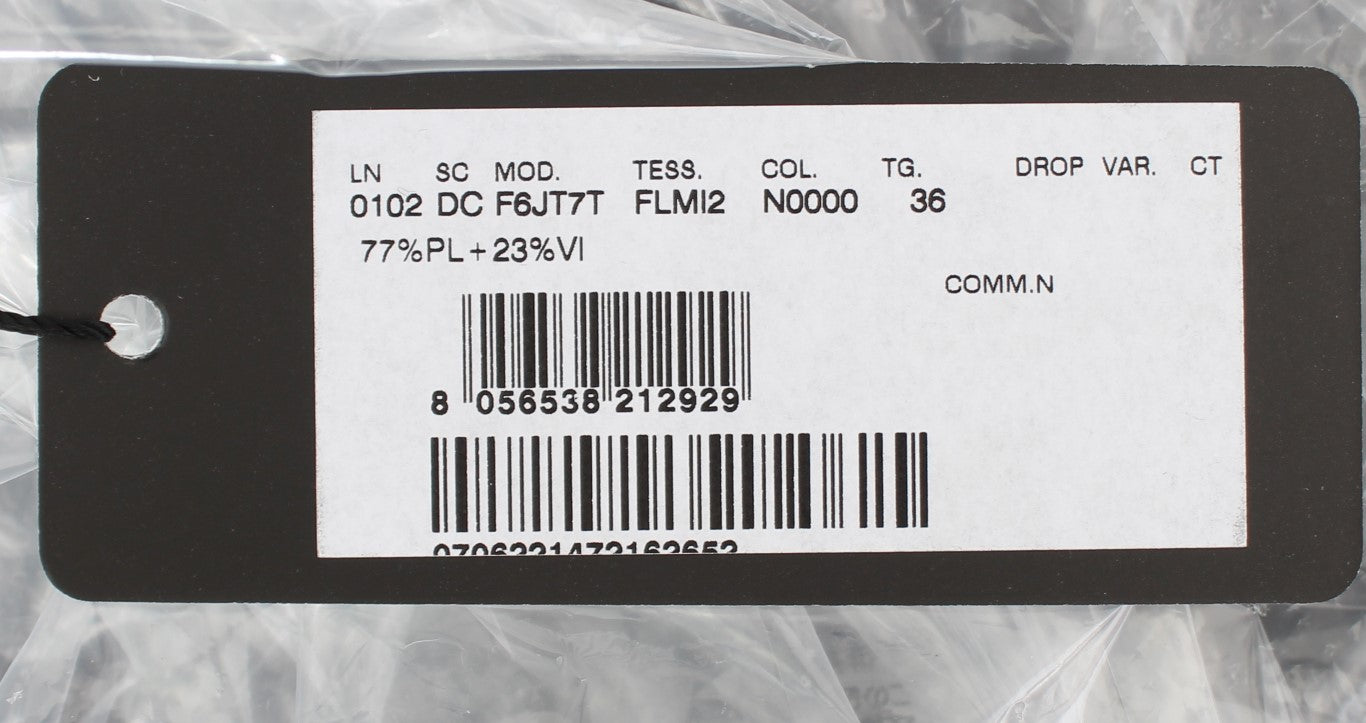 LN SC MOD. TESS. COL. TG. DROP VAR. CT
0102 DC F6JT7T FLMI2 N0000 36
77%PL+23%VI
COMM.N
8 056538 212929